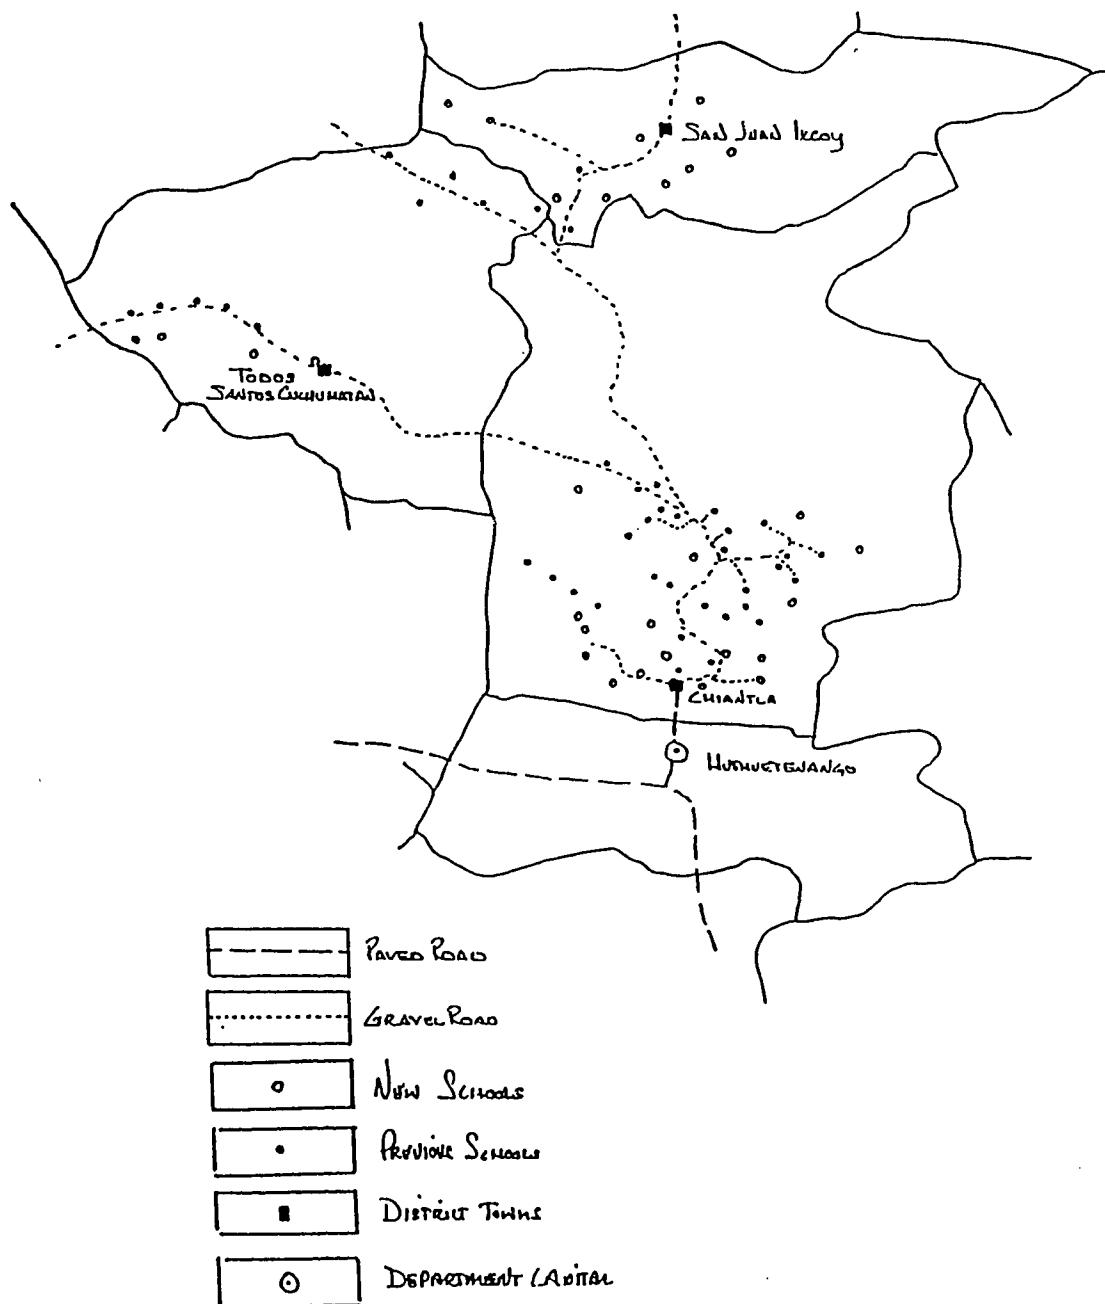 SAN JUAN IXCOY
TODOS
SANTOS CUCHUMATAN
CHIANTLA
HUEHUETENANGO
PAVED ROAD
GRAVEL ROAD
NEW SCHOOLS
PREVIOUS SCHOOLS
DISTRICT TOWNS
DEPARTMENT CAPITAL